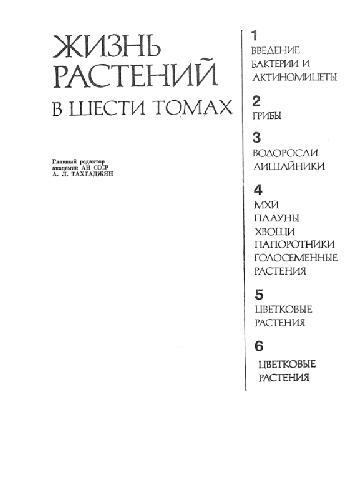 ЖИЗНЬ
РАСТЕНИЙ
В ШЕСТИ ТОМАХ
Главный редактор
академик АН СССР
А. Л. ТАХТАДЖЯН
1
ВВЕДЕНИЕ
БАКТЕРИИ И
АКТИНОМИЦЕТЫ
2
ГРИБЫ
3
ВОДОРОСЛИ
ЛИШАЙНИКИ
4
МХИ
ПЛАУНЫ
ХВОЩИ
ПАПОРОТНИКИ
ГОЛОСЕМЕННЫЕ
РАСТЕНИЯ
5
ЦВЕТКОВЫЕ
РАСТЕНИЯ
6
ЦВЕТКОВЫЕ
РАСТЕНИЯ